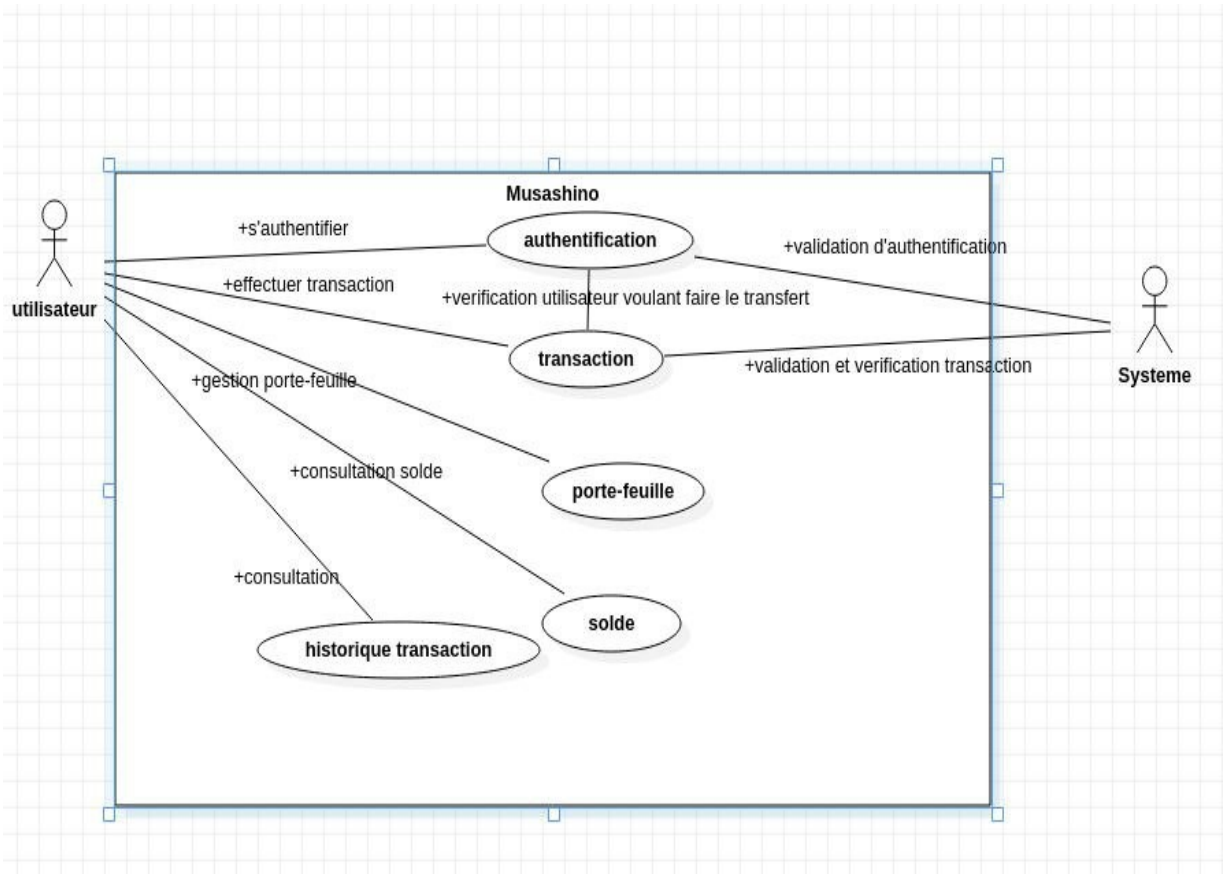 Musashino
+s'authentifier
authentification
+validation d'authentification
+effectuer transaction
+verification utilisateur voulant faire le transfert
utilisateur
transaction
+validation et verification transaction
Systeme
+gestion porte-feuille
+consultation solde
porte-feuille
+consultation
solde
historique transaction